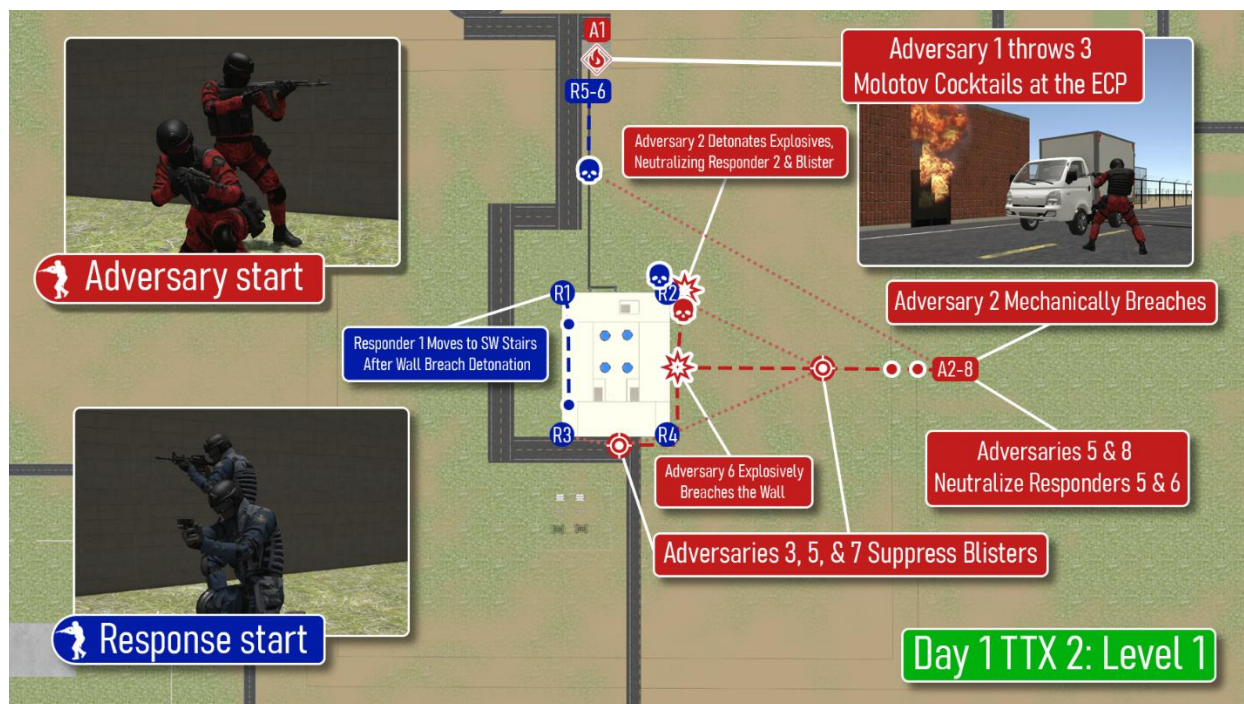 A1
Adversary 1 throws 3
Molotov Cocktails at the ECP
R5-6
Adversary 2 Detonates Explosives,
Neutralizing Responder 2 & Blister
Adversary start
R1
R2
Adversary 2 Mechanically Breaches
Responder 1 Moves to SW Stairs
After Wall Breach Detonation
A2-8
R3
R4
Adversaries 5 & 8
Neutralize Responders 5 & 6
Adversary 6 Explosively
Breaches the Wall
Adversaries 3, 5, & 7 Suppress Blisters
Response start
Day 1 TTX 2: Level 1